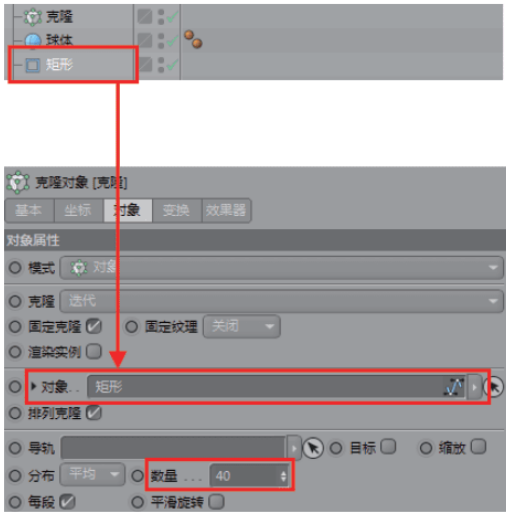 克隆
球体
矩形
克隆对象 [克隆]
基本 坐标 对象 变换 效果器
对象属性
模式 对象
克隆 迭代
固定克隆 固定纹理 关闭
渲染实例
对象 . . 矩形
排列克隆
导轨 目标 缩放
分布 平均 数量 . . . 40
每段 平滑旋转